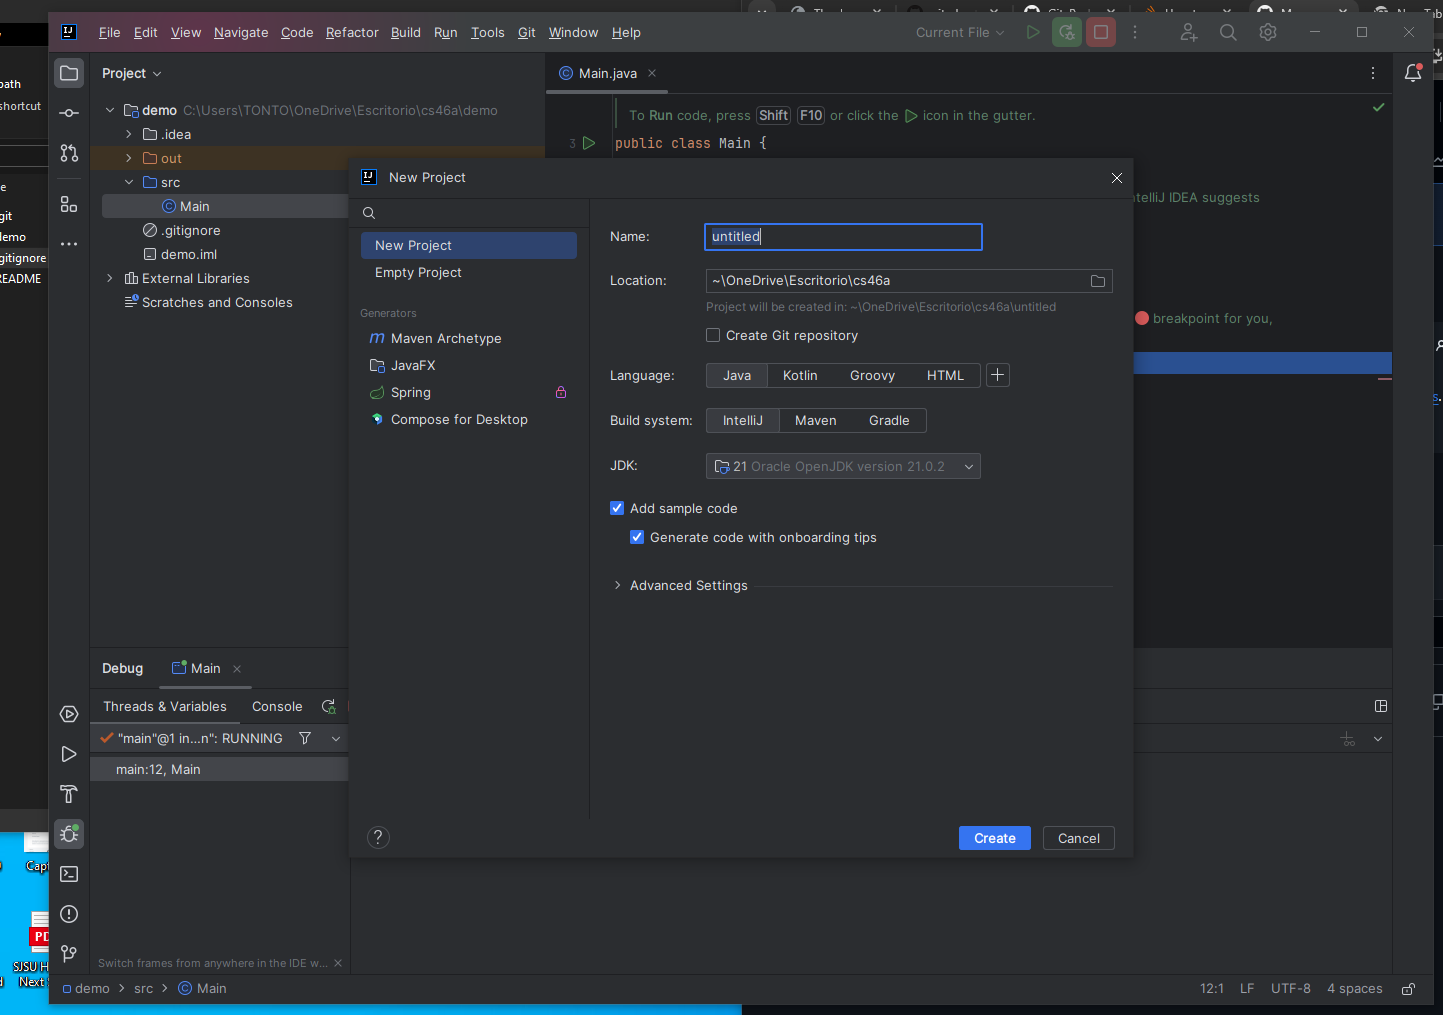 IJ File Edit View Navigate Code Refactor Build Run Tools Git Window Help Current File
Project
Main.java
demo C:\Users\TONTO\OneDrive\Escritorio\cs46a\demo
.idea
out
src
Main
.gitignore
demo.iml
External Libraries
Scratches and Consoles
To Run code, press Shift F10 or click the icon in the gutter.
3 public class Main {
IntelliJ IDEA suggests
breakpoint for you,
IJ New Project
New Project
Empty Project
Generators
m Maven Archetype
JavaFX
Spring
Compose for Desktop
Name: untitled
Location: ~\OneDrive\Escritorio\cs46a
Project will be created in: ~\OneDrive\Escritorio\cs46a\untitled
Create Git repository
Language: Java Kotlin Groovy HTML
Build system: IntelliJ Maven Gradle
JDK: 21 Oracle OpenJDK version 21.0.2
Add sample code
Generate code with onboarding tips
Advanced Settings
? Create Cancel
Debug Main
Threads & Variables Console
"main"@1 in...n": RUNNING
main:12, Main
Switch frames from anywhere in the IDE w...
demo src Main 12:1 LF UTF-8 4 spaces
path
shortcut
git
demo
gitignore
README
Capt
PD
SJSU H
Next